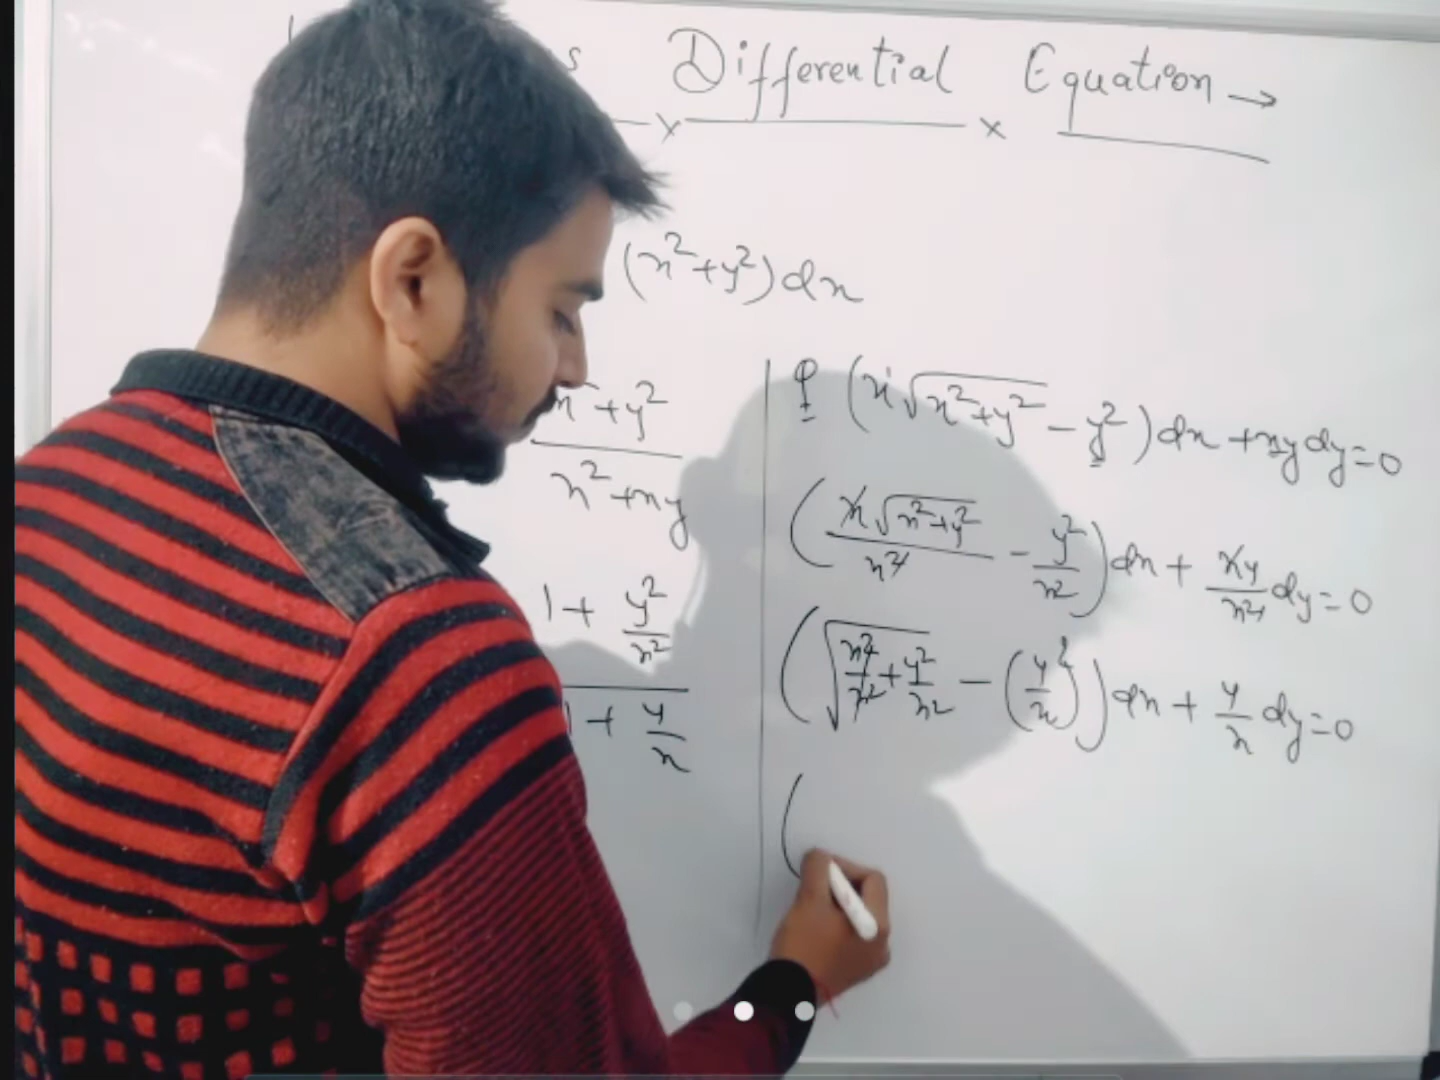 s Differential Equation →
(x²+y²)dx
x²+y²
x²+xy
1+ y²/x²
1+ y/x
Q (x√(x²+y²) - y²)dx + xy dy = 0
(x√(x²+y²)/x² - y²/x²)dx + xy/x² dy = 0
(√(x²/x² + y²/x²) - (y/x)²)dx + y/x dy = 0
(